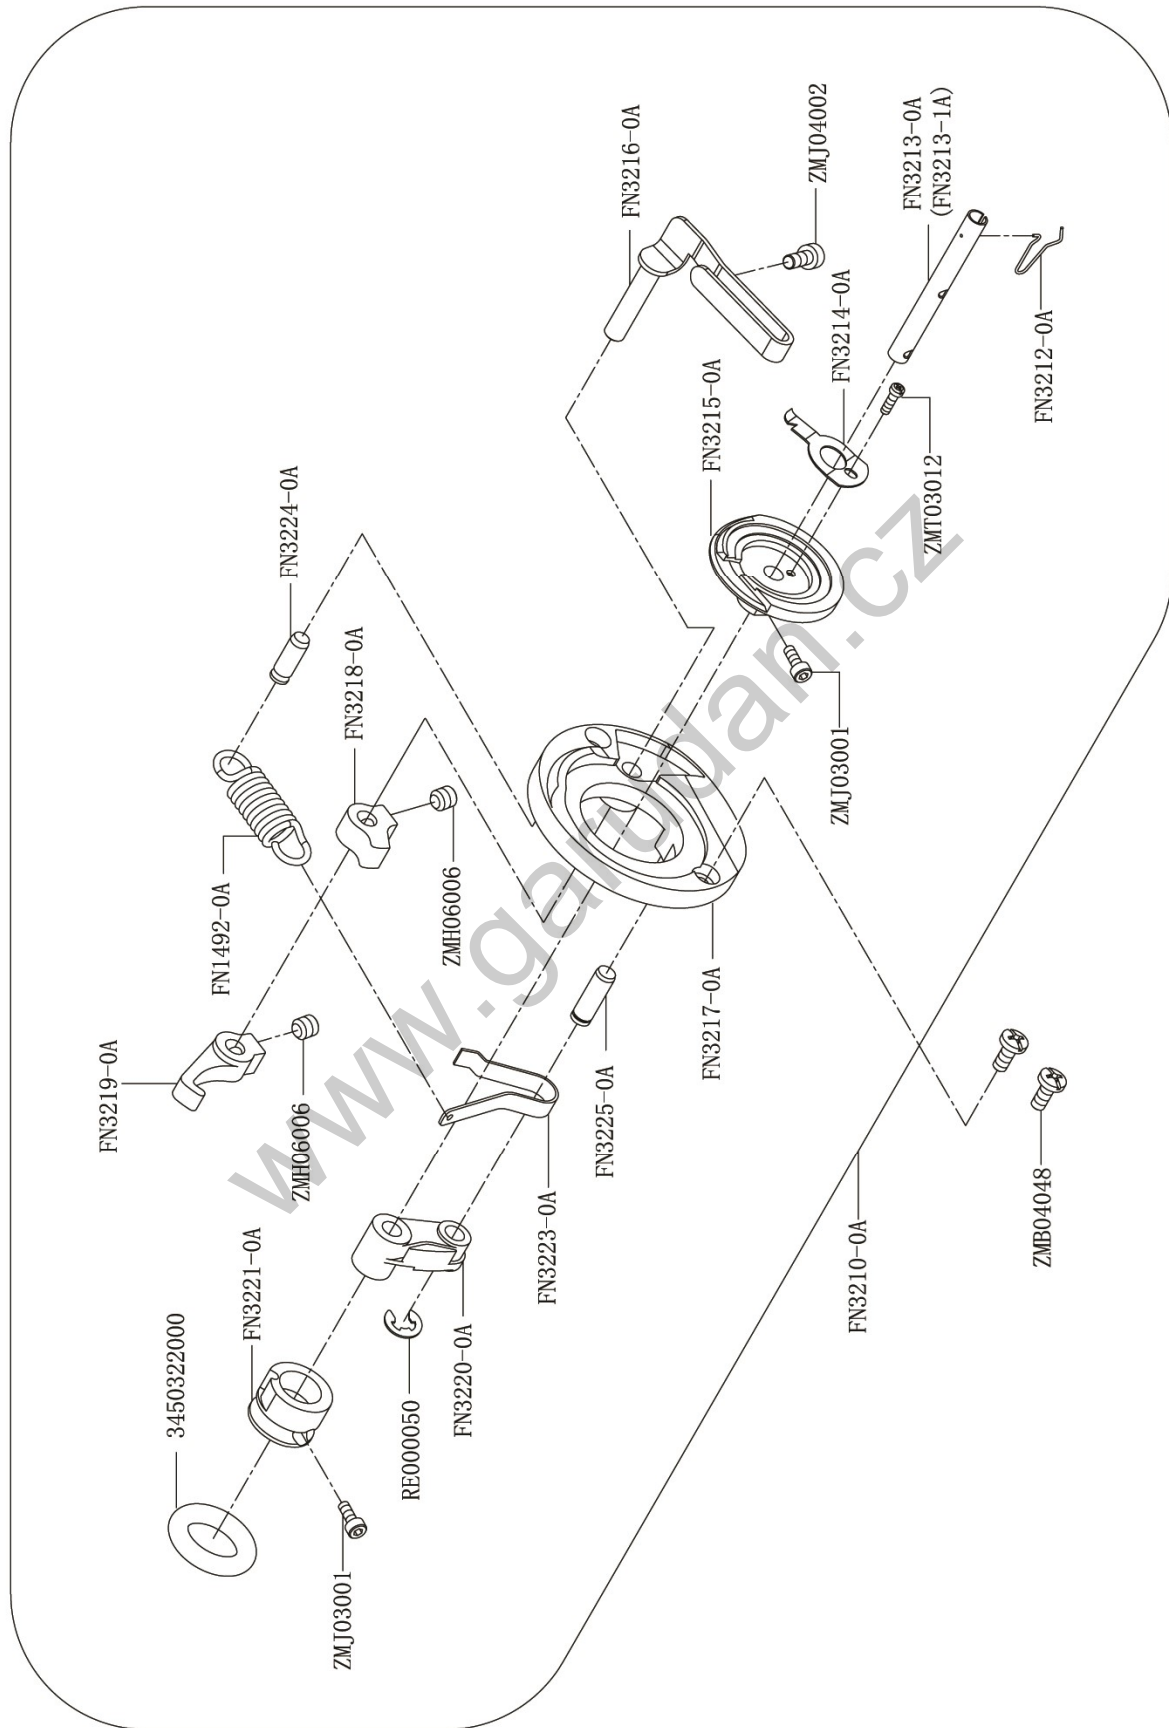 FN3216-0A
ZMJ04002
FN3213-0A
(FN3213-1A)
FN3214-0A
FN3212-0A
FN3215-0A
ZMT03012
FN3224-0A
FN3218-0A
ZMJ03001
FN1492-0A
ZMH06006
FN3217-0A
FN3219-0A
ZMH06006
FN3225-0A
FN3223-0A
FN3210-0A
ZMB04048
FN3221-0A
3450322000
FN3220-0A
RE000050
ZMJ03001
www.garudan.cz